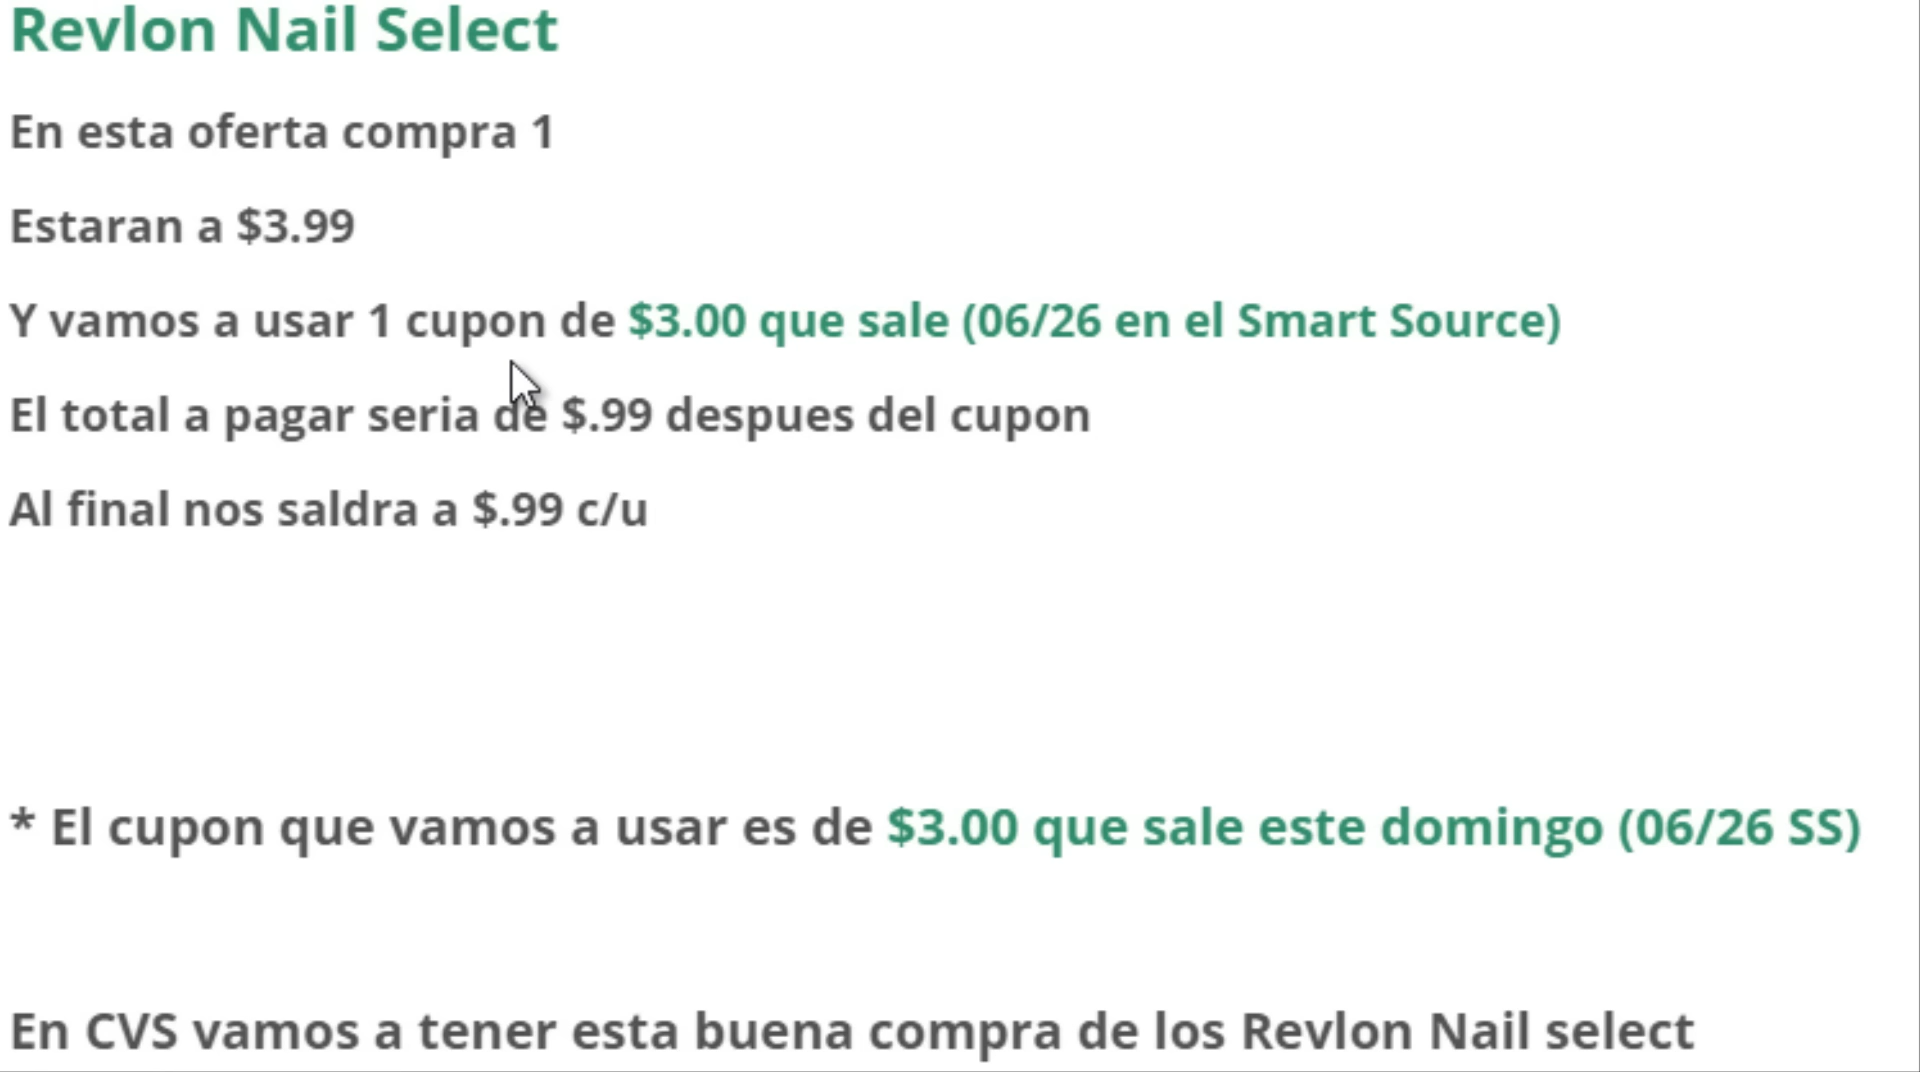 Revlon Nail Select
En esta oferta compra 1
Estaran a $3.99
Y vamos a usar 1 cupon de $3.00 que sale (06/26 en el Smart Source)
El total a pagar seria de $.99 despues del cupon
Al final nos saldra a $.99 c/u
* El cupon que vamos a usar es de $3.00 que sale este domingo (06/26 SS)
En CVS vamos a tener esta buena compra de los Revlon Nail select